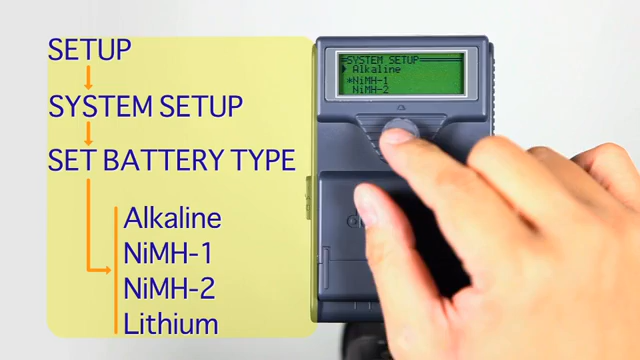 SETUP
SYSTEM SETUP
SET BATTERY TYPE
Alkaline
NiMH-1
NiMH-2
Lithium
SYSTEM SETUP
Alkaline
*NiMH-1
NiMH-2